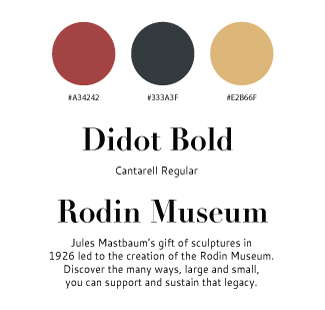 #A34242 #333A3F #E2B66F
Didot Bold
Cantarell Regular
Rodin Museum
Jules Mastbaum's gift of sculptures in
1926 led to the creation of the Rodin Museum.
Discover the many ways, large and small,
you can support and sustain that legacy.